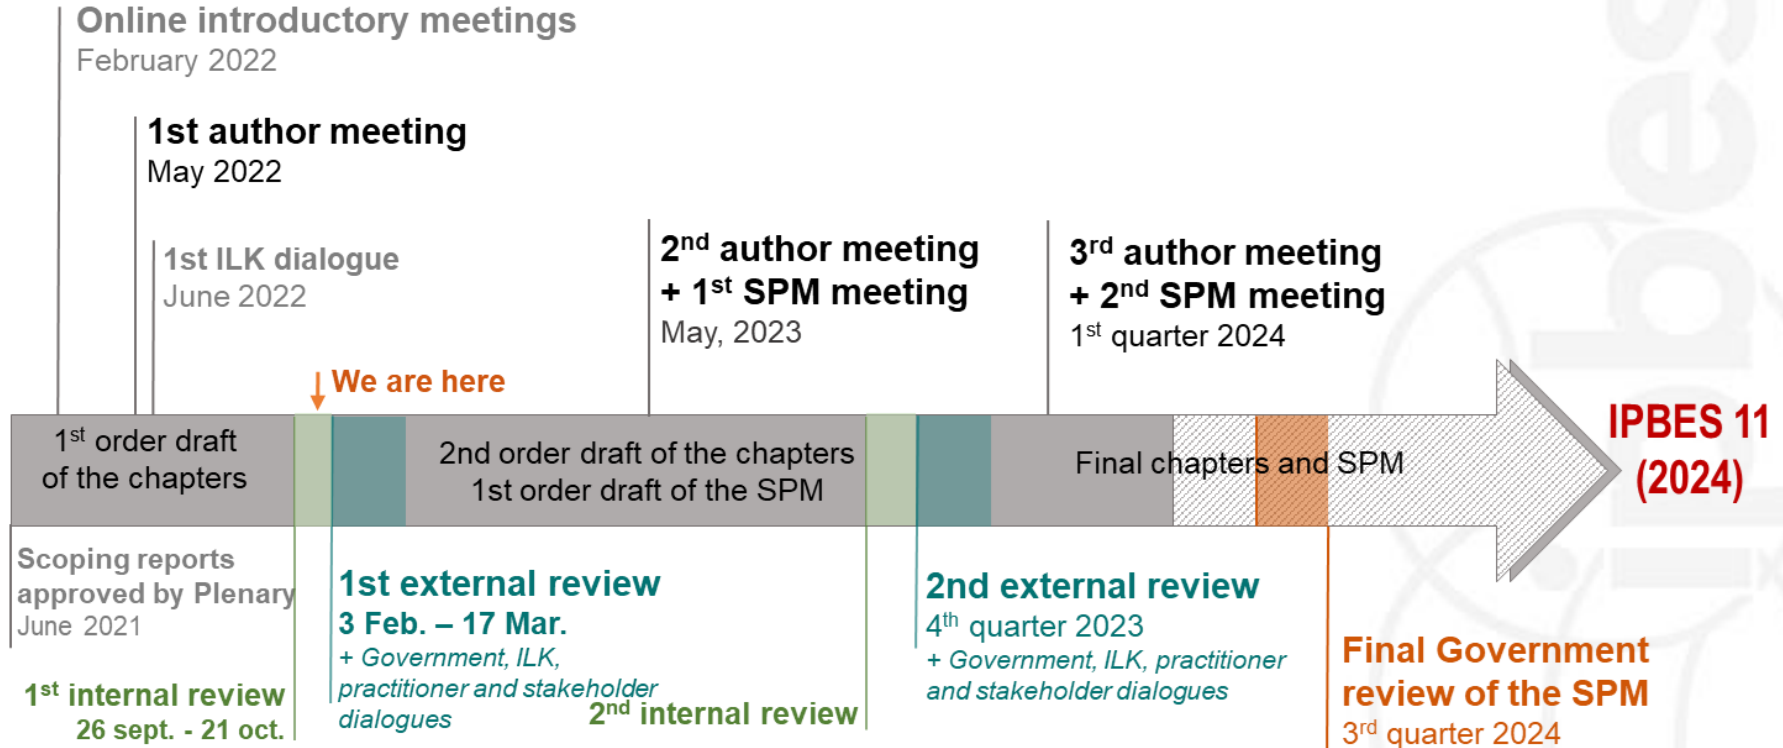 Online introductory meetings
February 2022
1st author meeting
May 2022
1st ILK dialogue
June 2022
2nd author meeting
+ 1st SPM meeting
May, 2023
3rd author meeting
+ 2nd SPM meeting
1st quarter 2024
We are here
1st order draft
of the chapters
2nd order draft of the chapters
1st order draft of the SPM
Final chapters and SPM
IPBES 11
(2024)
Scoping reports
approved by Plenary
June 2021
1st internal review
26 sept. - 21 oct.
1st external review
3 Feb. – 17 Mar.
+ Government, ILK,
practitioner and stakeholder
dialogues
2nd internal review
2nd external review
4th quarter 2023
+ Government, ILK, practitioner
and stakeholder dialogues
Final Government
review of the SPM
3rd quarter 2024
ipbes